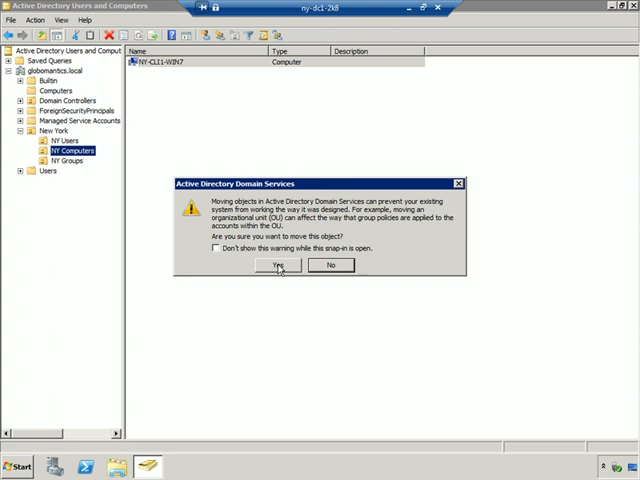 Active Directory Users and Computers
ny-dc1-2k8
File Action View Help
Active Directory Users and Comput
Saved Queries
globomantics.local
Builtin
Computers
Domain Controllers
ForeignSecurityPrincipals
Managed Service Accounts
New York
NY Users
NY Computers
NY Groups
Users
Name Type Description
NY-CLI1-WIN7 Computer
Active Directory Domain Services
Moving objects in Active Directory Domain Services can prevent your existing
system from working the way it was designed. For example, moving an
organizational unit (OU) can affect the way that group policies are applied to the
accounts within the OU.
Are you sure you want to move this object?
Don't show this warning while this snap-in is open.
Yes No
Start